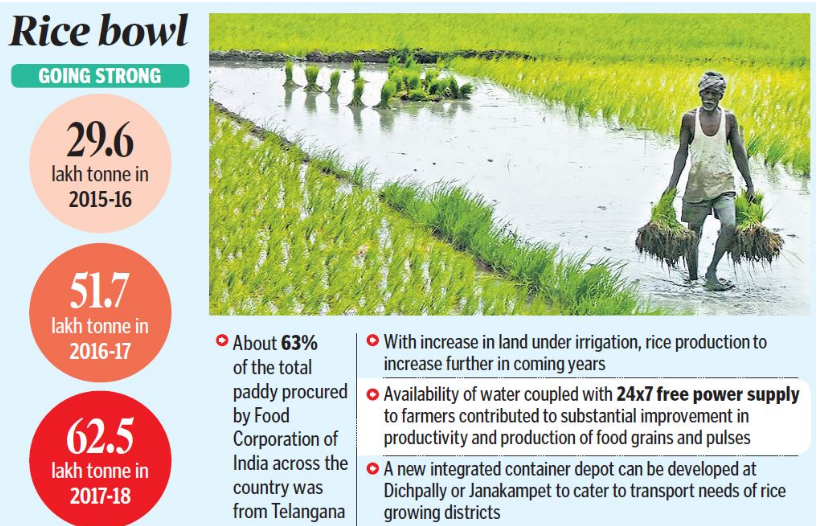 Rice bowl
GOING STRONG
29.6
lakh tonne in
2015-16
51.7
lakh tonne in
2016-17
62.5
lakh tonne in
2017-18
About 63%
of the total
paddy procured
by Food
Corporation of
India across the
country was
from Telangana
With increase in land under irrigation, rice production to
increase further in coming years
Availability of water coupled with 24x7 free power supply
to farmers contributed to substantial improvement in
productivity and production of food grains and pulses
A new integrated container depot can be developed at
Dichpally or Janakampet to cater to transport needs of rice
growing districts